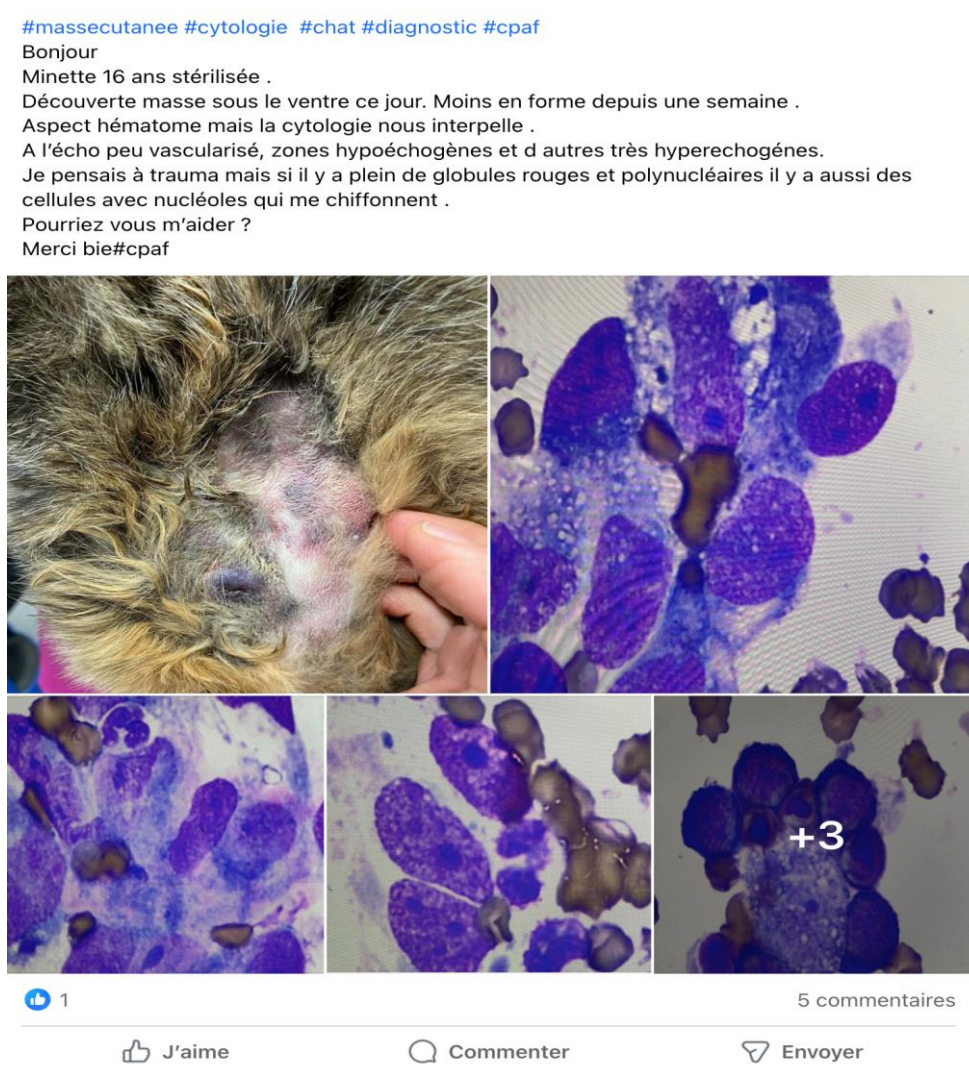 #massecutanee #cytologie #chat #diagnostic #cpaf
Bonjour
Minette 16 ans stérilisée .
Découverte masse sous le ventre ce jour. Moins en forme depuis une semaine .
Aspect hématome mais la cytologie nous interpelle .
A l’écho peu vascularisé, zones hypoéchogènes et d autres très hyperechogénes.
Je pensais à trauma mais si il y a plein de globules rouges et polynucléaires il y a aussi des
cellules avec nucléoles qui me chiffonnent .
Pourriez vous m’aider ?
Merci bie#cpaf
+3
1
5 commentaires
J’aime
Commenter
Envoyer